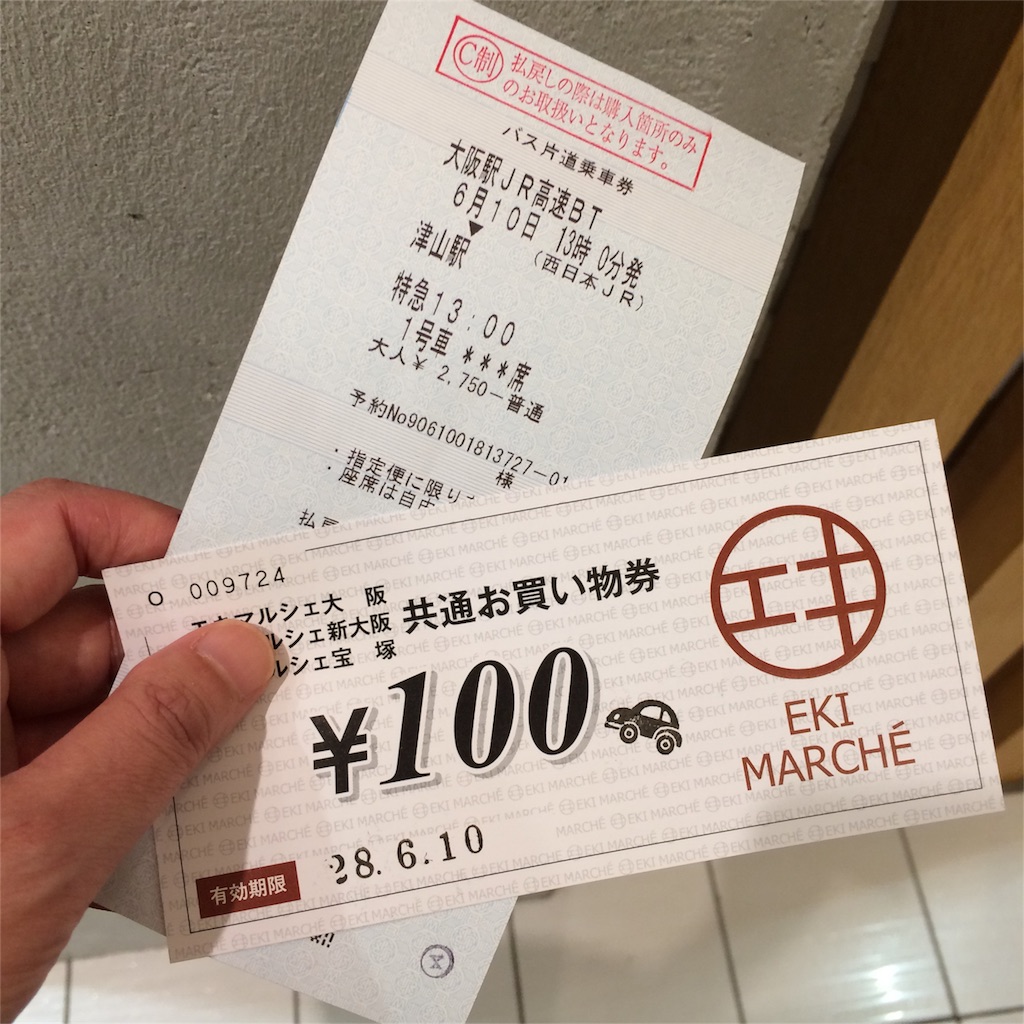 C制
払戻しの際は購入箇所のみ
のお取扱いとなります。
バス片道乗車券
大阪駅JR高速BT
6月10日 13時 0分発
▼
津山駅 (西日本JR)
特急13:00
1号車 ***席
大人¥ 2,750-普通
予約No9061001813727-01
様
・指定便に限り
・座席は自由
払戻
O 009724
エキマルシェ大 阪
ルシェ新大阪
ルシェ宝 塚
共通お買い物券
¥100
エキ
EKI
MARCHÉ
有効期限
28.6.10